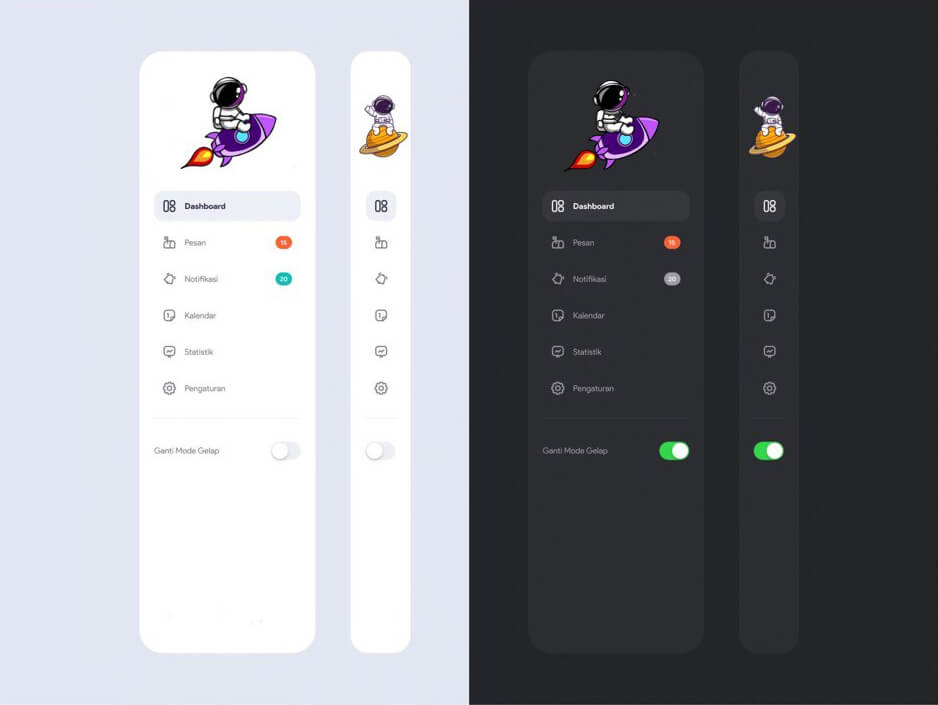 Dashboard
Pesan 15
Notifikasi 20
Kalendar
Statistik
Pengaturan
Ganti Mode Gelap
Dashboard
Pesan 15
Notifikasi 20
Kalendar
Statistik
Pengaturan
Ganti Mode Gelap